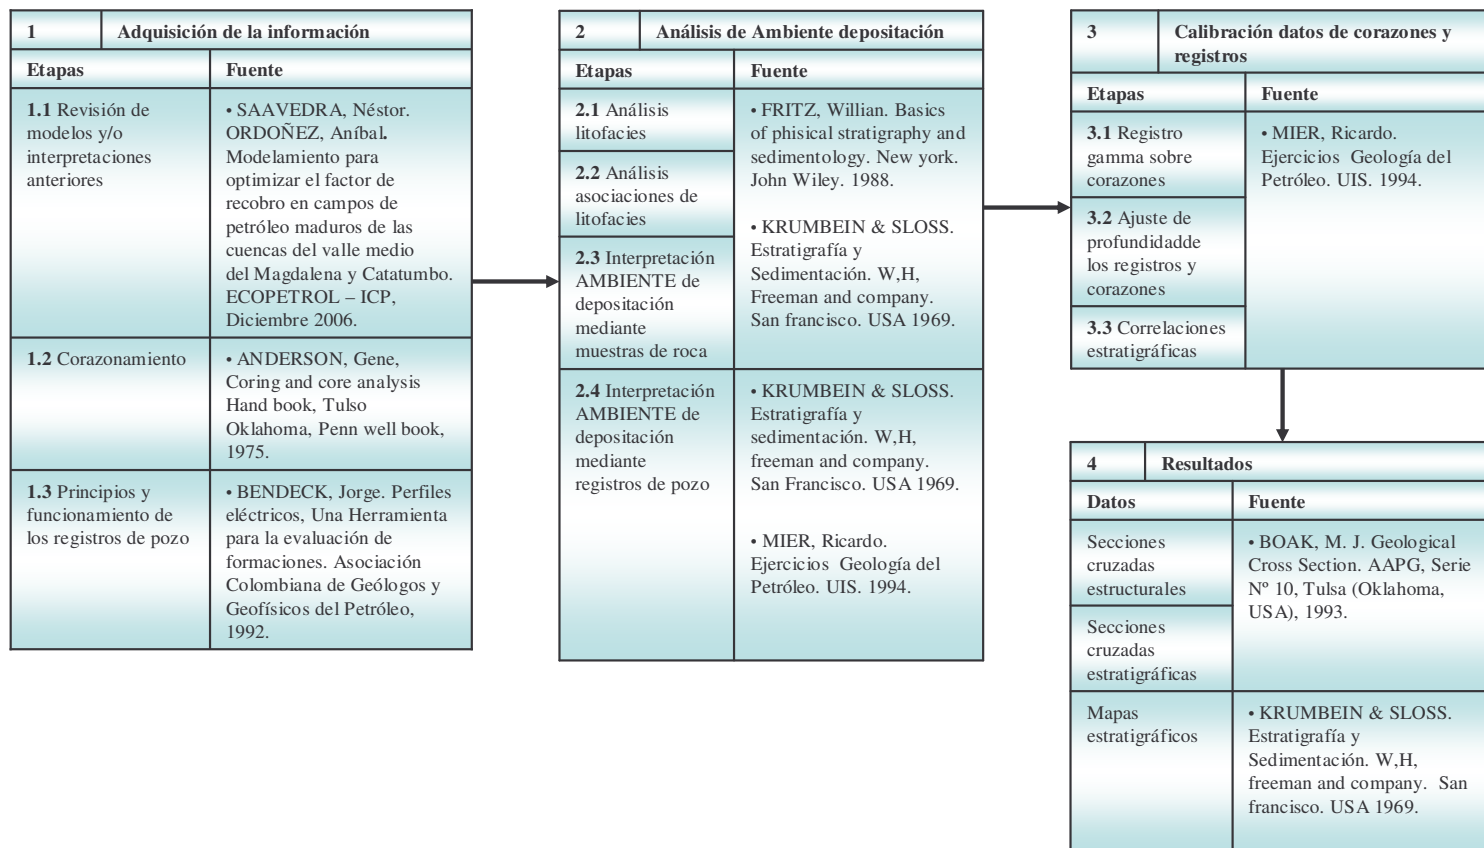 1 Adquisición de la información
Etapas Fuente
1.1 Revisión de
modelos y/o
interpretaciones
anteriores
• SAAVEDRA, Néstor.
ORDOÑEZ, Aníbal.
Modelamiento para
optimizar el factor de
recobro en campos de
petróleo maduros de las
cuencas del valle medio
del Magdalena y Catatumbo.
ECOPETROL – ICP,
Diciembre 2006.
1.2 Corazonamiento
• ANDERSON, Gene,
Coring and core analysis
Hand book, Tulso
Oklahoma, Penn well book,
1975.
1.3 Principios y
funcionamiento de
los registros de pozo
• BENDECK, Jorge. Perfiles
eléctricos, Una Herramienta
para la evaluación de
formaciones. Asociación
Colombiana de Geólogos y
Geofísicos del Petróleo,
1992.
2 Análisis de Ambiente depositación
Etapas Fuente
2.1 Análisis
litofacies
2.2 Análisis
asociaciones de
litofacies
2.3 Interpretación
AMBIENTE de
depositación
mediante
muestras de roca
• FRITZ, Willian. Basics
of phisical stratigraphy and
sedimentology. New york.
John Wiley. 1988.
• KRUMBEIN & SLOSS.
Estratigrafía y
Sedimentación. W,H,
Freeman and company.
San francisco. USA 1969.
2.4 Interpretación
AMBIENTE de
depositación
mediante
registros de pozo
• KRUMBEIN & SLOSS.
Estratigrafía y
sedimentación. W,H,
freeman and company.
San Francisco. USA 1969.
• MIER, Ricardo.
Ejercicios Geología del
Petróleo. UIS. 1994.
3 Calibración datos de corazones y
registros
Etapas Fuente
3.1 Registro
gamma sobre
corazones
3.2 Ajuste de
profundidadde
los registros y
corazones
3.3 Correlaciones
estratigráficas
• MIER, Ricardo.
Ejercicios Geología del
Petróleo. UIS. 1994.
4 Resultados
Datos Fuente
Secciones
cruzadas
estructurales
Secciones
cruzadas
estratigráficas
• BOAK, M. J. Geological
Cross Section. AAPG, Serie
Nº 10, Tulsa (Oklahoma,
USA), 1993.
Mapas
estratigráficos
• KRUMBEIN & SLOSS.
Estratigrafía y
Sedimentación. W,H,
freeman and company. San
francisco. USA 1969.